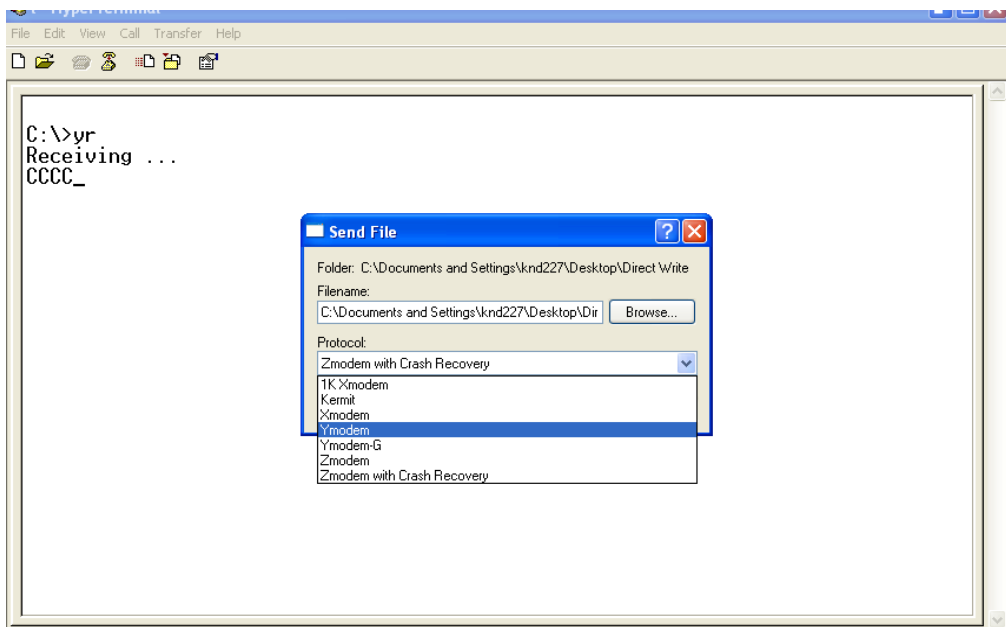 File Edit View Call Transfer Help
C:\>yr
Receiving ...
CCCC_
Send File
Folder: C:\Documents and Settings\knd227\Desktop\Direct Write
Filename:
C:\Documents and Settings\knd227\Desktop\Dir Browse...
Protocol:
Zmodem with Crash Recovery
1K Xmodem
Kermit
Xmodem
Ymodem
Ymodem-G
Zmodem
Zmodem with Crash Recovery